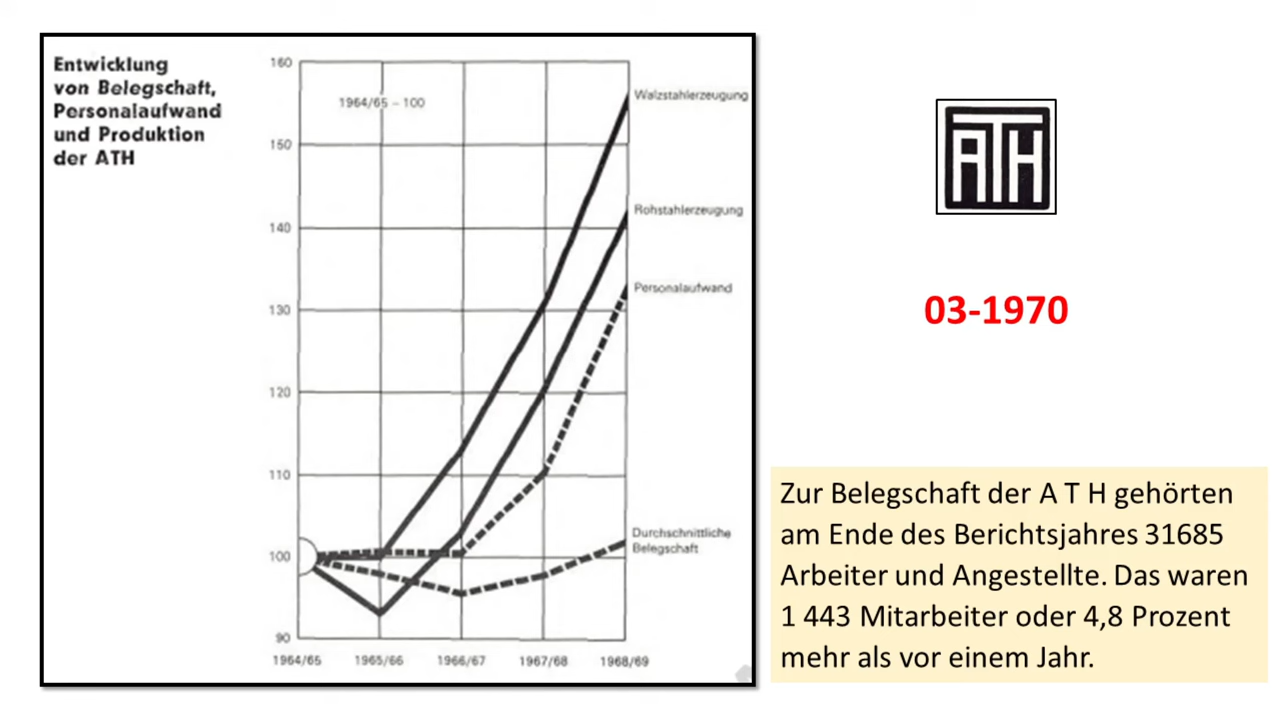 Entwicklung
von Belegschaft,
Personalaufwand
und Produktion
der ATH
160
1964/65 – 100
Walzstahlerzeugung
150
Rohstahlerzeugung
140
Personalaufwand
130
120
110
Durchschnittliche
Belegschaft
100
90
1964/65 1965/66 1966/67 1967/68 1968/69
ATH
03-1970
Zur Belegschaft der A T H gehörten
am Ende des Berichtsjahres 31685
Arbeiter und Angestellte. Das waren
1 443 Mitarbeiter oder 4,8 Prozent
mehr als vor einem Jahr.